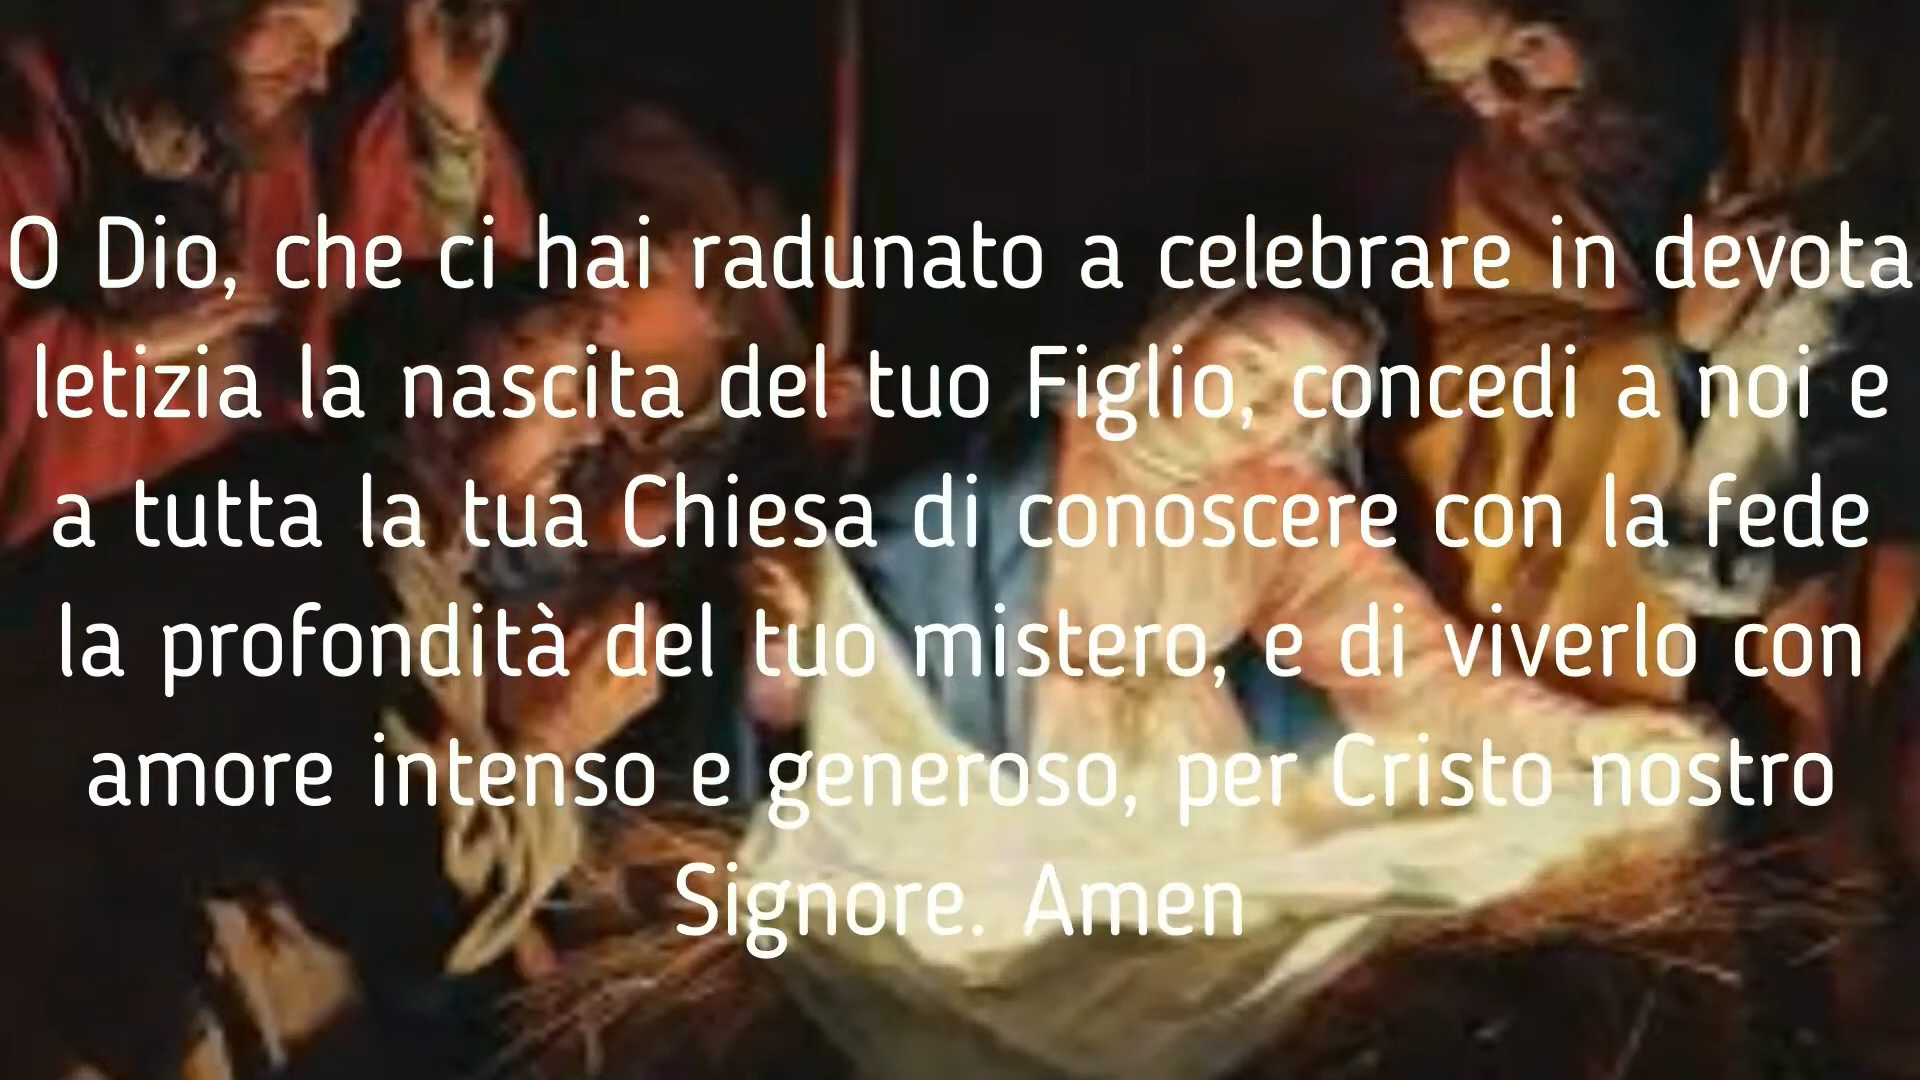 O Dio, che ci hai radunato a celebrare in devota
letizia la nascita del tuo Figlio, concedi a noi e
a tutta la tua Chiesa di conoscere con la fede
la profondità del tuo mistero, e di viverlo con
amore intenso e generoso, per Cristo nostro
Signore. Amen